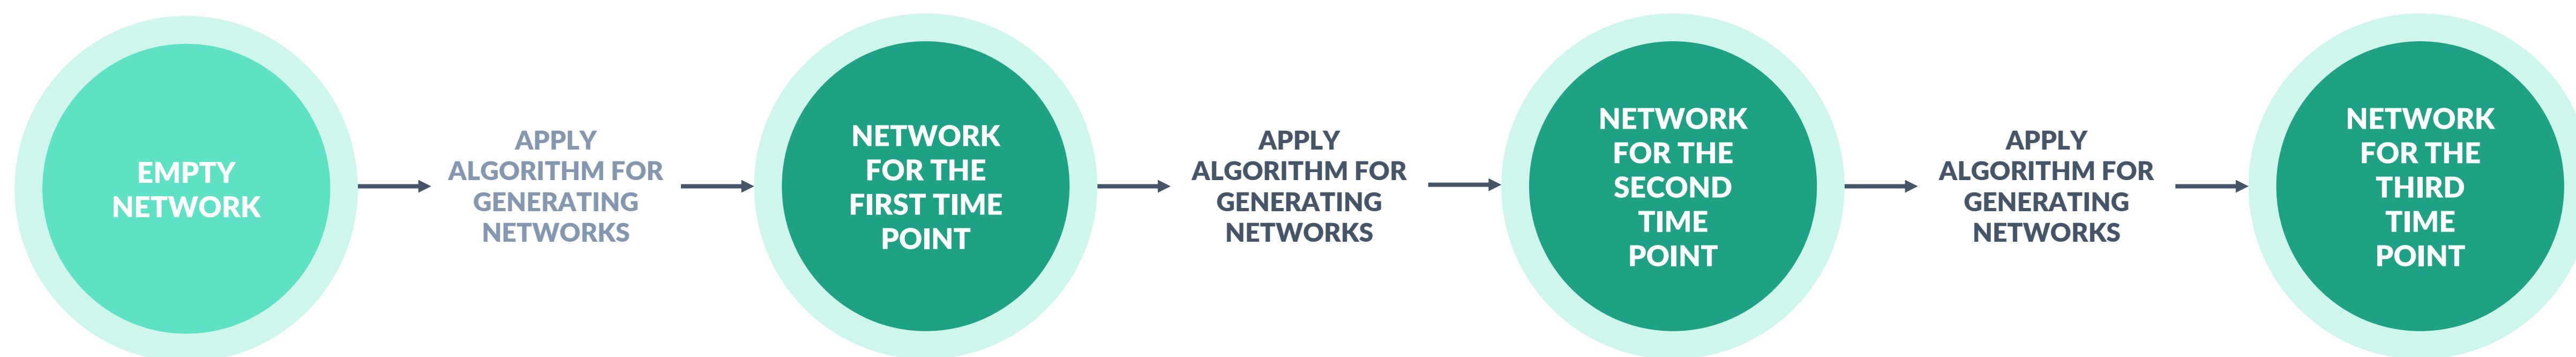 EMPTY
NETWORK
APPLY
ALGORITHM FOR
GENERATING
NETWORKS
NETWORK
FOR THE
FIRST TIME
POINT
APPLY
ALGORITHM FOR
GENERATING
NETWORKS
NETWORK
FOR THE
SECOND
TIME
POINT
APPLY
ALGORITHM FOR
GENERATING
NETWORKS
NETWORK
FOR THE
THIRD
TIME
POINT